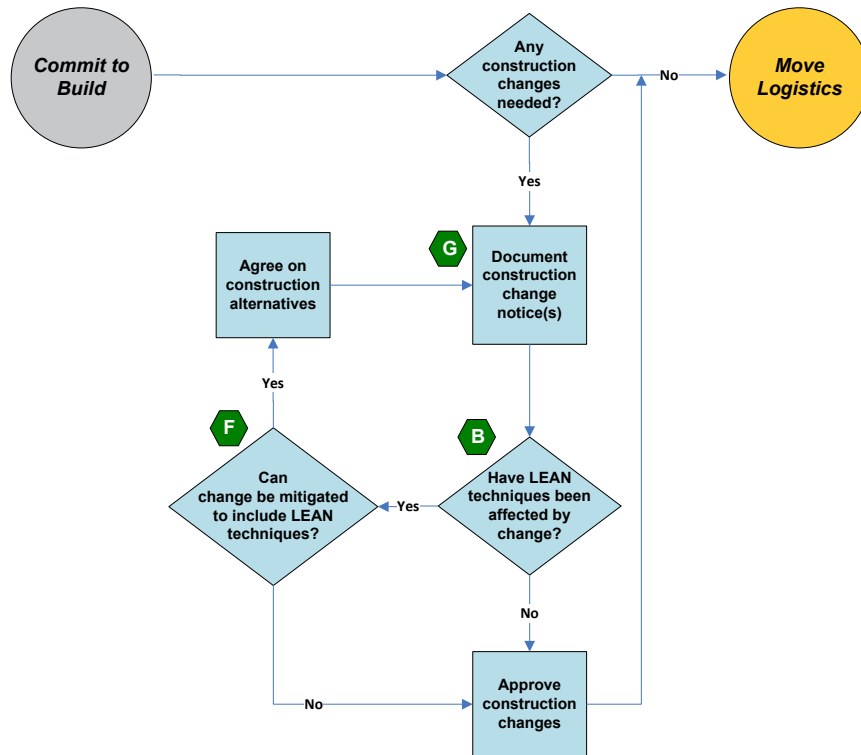 Commit to
Build
Any
construction
changes
needed?
No
Move
Logistics
Yes
G
Agree on
construction
alternatives
Document
construction
change
notice(s)
Yes
F
B
Can
change be mitigated
to include LEAN
techniques?
Yes
Have LEAN
techniques been
affected by
change?
No
No
Approve
construction
changes